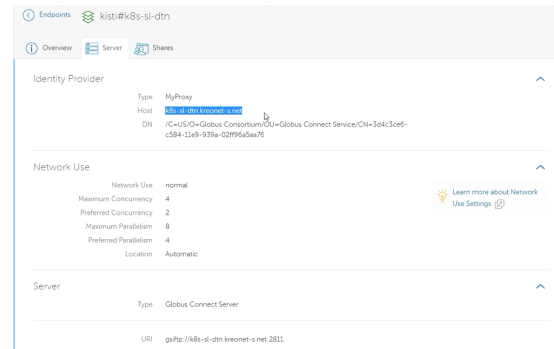 Endpoints kisti#k8s-sl-dtn
Overview Server Shares
Identity Provider
Type MyProxy
Host k8s-sl-dtn.kreonet-s.net
DN /C=US/O=Globus Consortium/OU=Globus Connect Service/CN=3d4c3ce6-
c584-11e9-939a-02ff96a5aa76
Network Use
Network Use normal
Maximum Concurrency 4
Preferred Concurrency 2
Maximum Parallelism 8
Preferred Parallelism 4
Location Automatic
Learn more about Network
Use Settings
Server
Type Globus Connect Server
URI gsiftp://k8s-sl-dtn.kreonet-s.net:2811